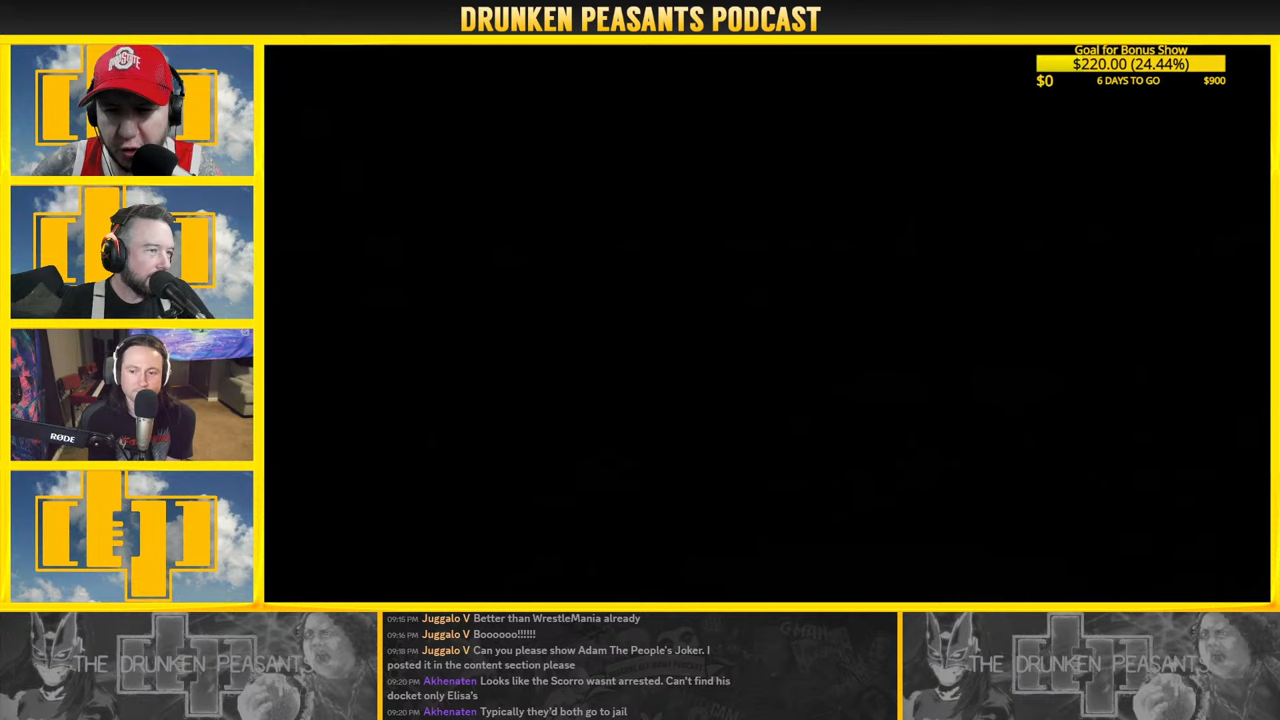 DRUNKEN PEASANTS PODCAST
Goal for Bonus Show
$220.00 (24.44%)
$0 6 DAYS TO GO $900
RØDE
09:15 PM Juggalo V Better than WrestleMania already
09:16 PM Juggalo V Boooooo!!!!!!
09:18 PM Juggalo V Can you please show Adam The People's Joker. I
posted it in the content section please
09:20 PM Akhenaten Looks like the Scorro wasnt arrested. Can't find his
docket only Elisa's
09:20 PM Akhenaten Typically they'd both go to jail
THE DRUNKEN PEASANTS
THE DRUNKEN PEASANTS